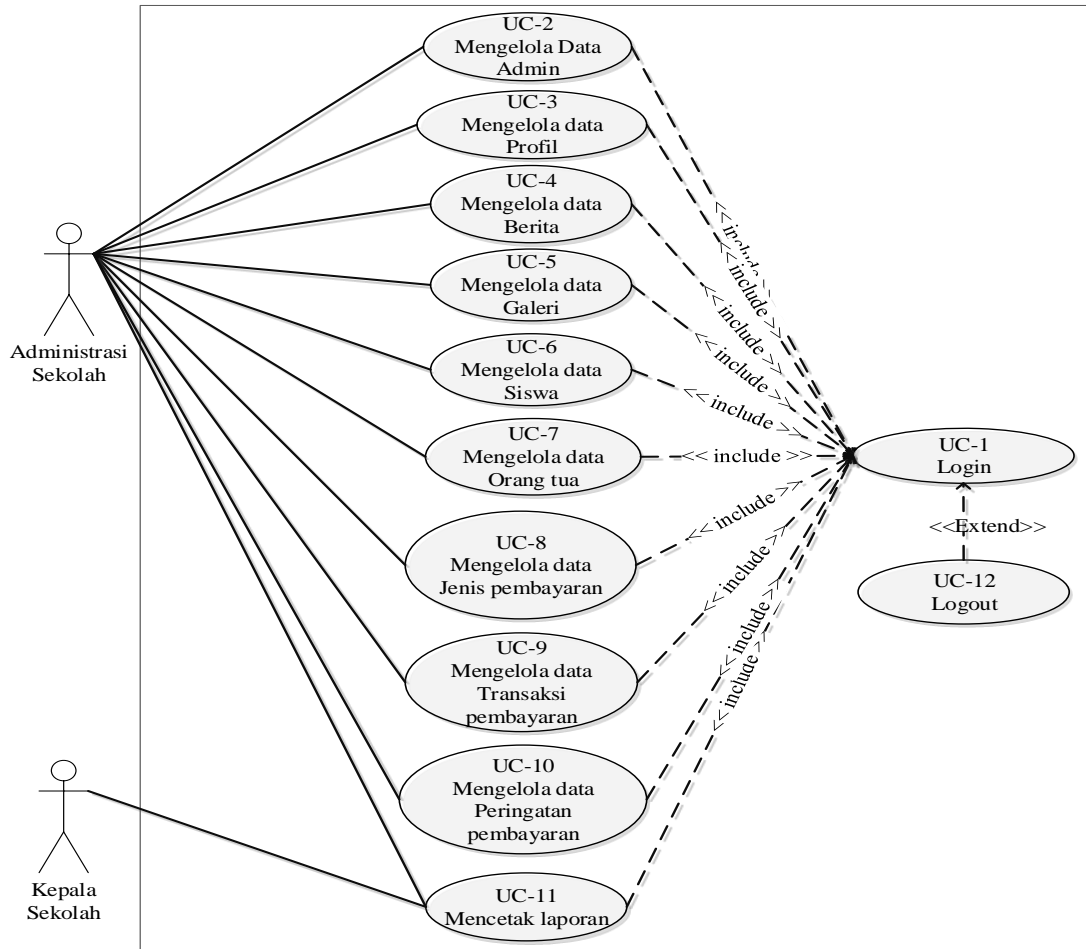 UC-2
Mengelola Data
Admin
UC-3
Mengelola data
Profil
UC-4
Mengelola data
Berita
UC-5
Mengelola data
Galeri
UC-6
Mengelola data
Siswa
UC-7
Mengelola data
Orang tua
UC-8
Mengelola data
Jenis pembayaran
UC-9
Mengelola data
Transaksi
pembayaran
UC-10
Mengelola data
Peringatan
pembayaran
UC-11
Mencetak laporan
Administrasi
Sekolah
Kepala
Sekolah
<< include >>
<< include >>
<< include >>
<< include >>
<< include >>
<< include >>
<< include >>
<< include >>
<< include >>
<< include >>
UC-1
Login
<<Extend>>
UC-12
Logout